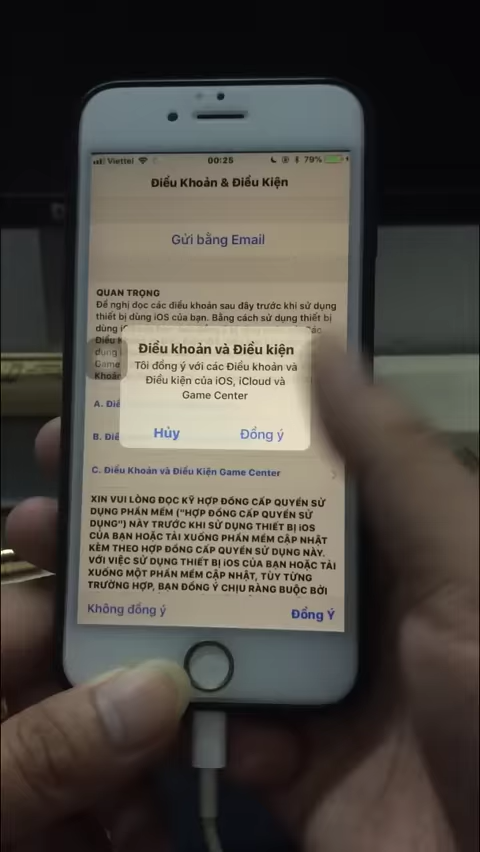 Viettel 00:25 79%
Điều Khoản & Điều Kiện
Gửi bằng Email
QUAN TRỌNG
Đề nghị đọc các điều khoản sau đây trước khi sử dụng
thiết bị iOS của bạn. Bằng cách sử dụng thiết bị
dùng
Điều
dung
Game
Khoản
Điều khoản và Điều kiện
Tôi đồng ý với các Điều khoản và
Điều kiện của iOS, iCloud và
Game Center
Hủy Đồng ý
A.
B.
C. Điều Khoản và Điều Kiện Game Center
XIN VUI LÒNG ĐỌC KỸ HỢP ĐỒNG CẤP QUYỀN SỬ
DỤNG PHẦN MỀM ("HỢP ĐỒNG CẤP QUYỀN SỬ
DỤNG") NÀY TRƯỚC KHI SỬ DỤNG THIẾT BỊ iOS
CỦA BẠN HOẶC TẢI XUỐNG PHẦN MỀM CẬP NHẬT
KÈM THEO HỢP ĐỒNG CẤP QUYỀN SỬ DỤNG NÀY.
VỚI VIỆC SỬ DỤNG THIẾT BỊ iOS CỦA BẠN HOẶC TẢI
XUỐNG MỘT PHẦN MỀM CẬP NHẬT, TÙY TỪNG
TRƯỜNG HỢP, BẠN ĐỒNG Ý CHỊU RÀNG BUỘC BỞI
Không đồng ý Đồng Ý